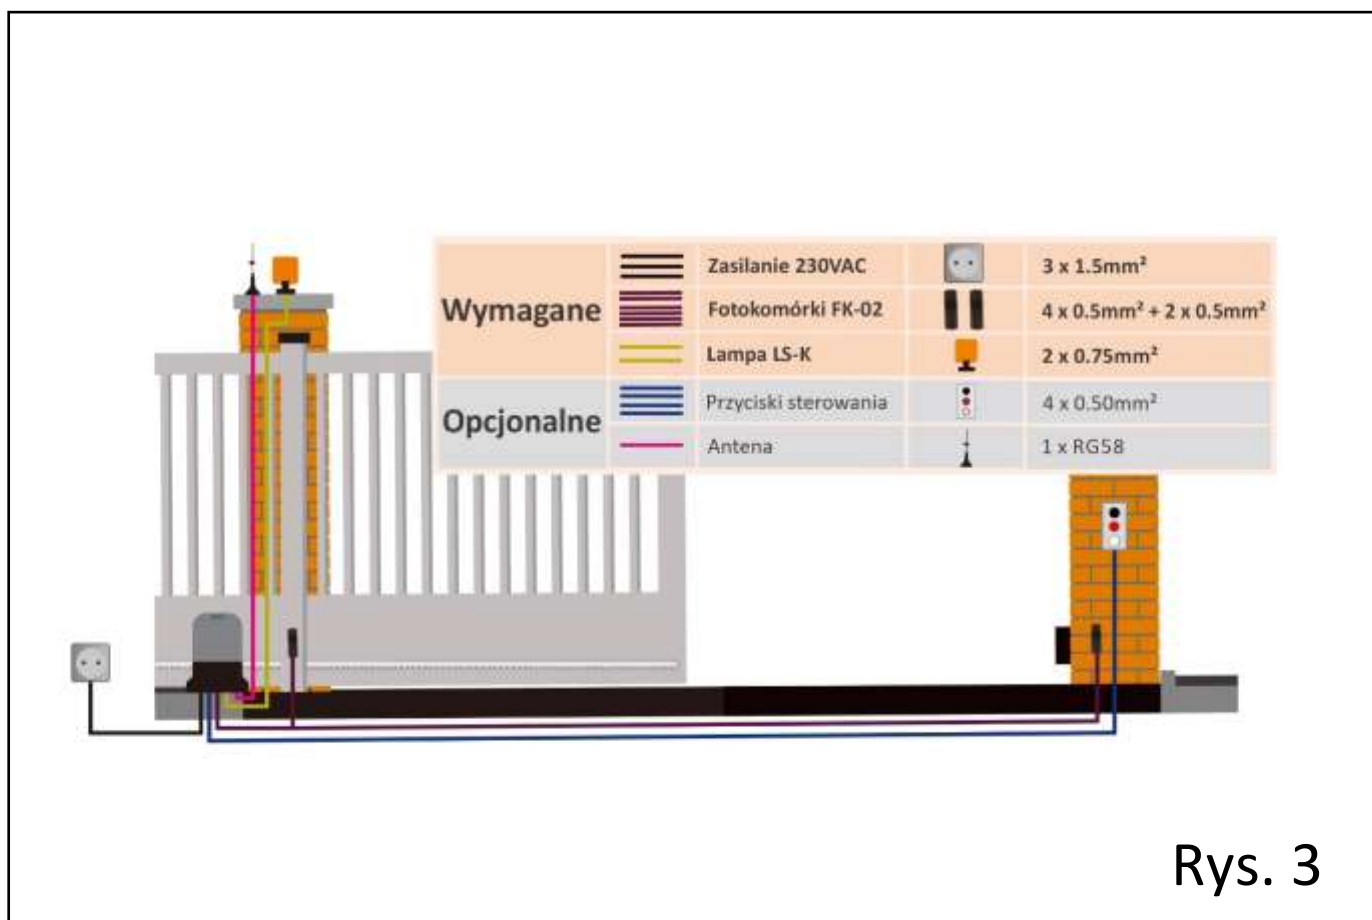 Wymagane
Zasilanie 230VAC 3 x 1.5mm²
Fotokomórki FK-02 4 x 0.5mm² + 2 x 0.5mm²
Lampa LS-K 2 x 0.75mm²
Opcjonalne
Przyciski sterowania 4 x 0.50mm²
Antena 1 x RG58
Rys. 3